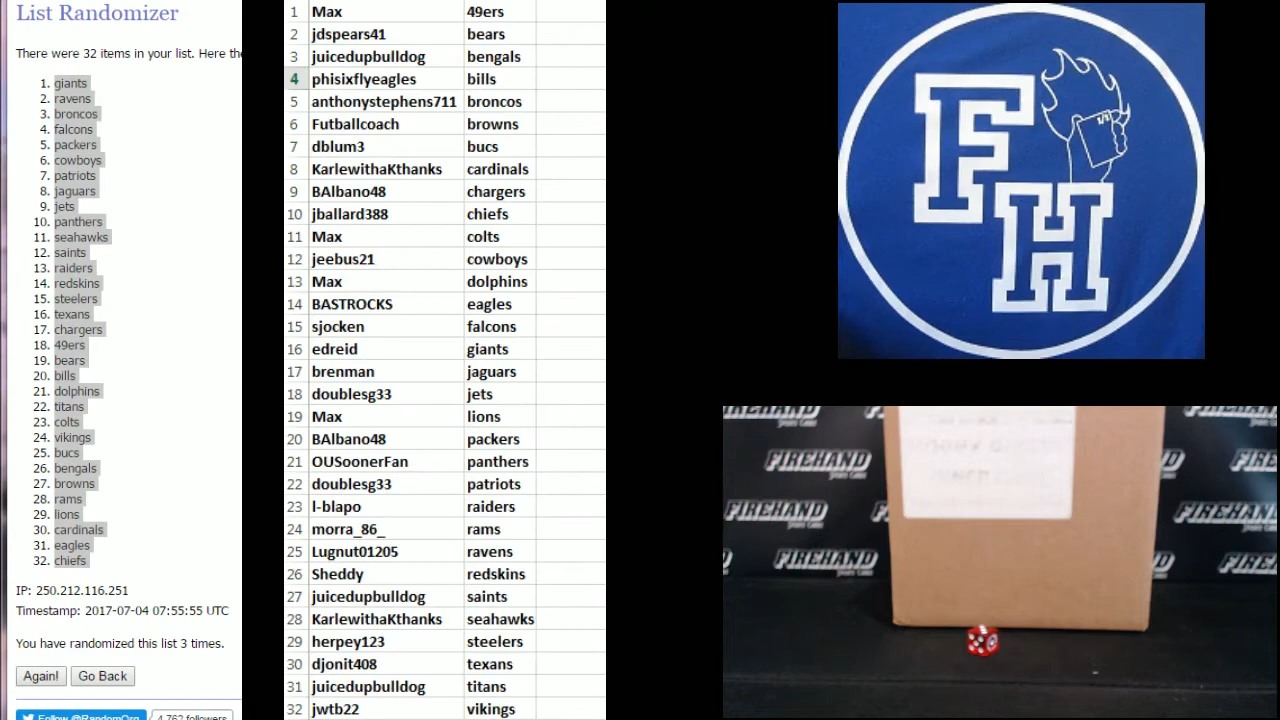 List Randomizer
There were 32 items in your list. Here the
1. giants
2. ravens
3. broncos
4. falcons
5. packers
6. cowboys
7. patriots
8. jaguars
9. jets
10. panthers
11. seahawks
12. saints
13. raiders
14. redskins
15. steelers
16. texans
17. chargers
18. 49ers
19. bears
20. bills
21. dolphins
22. titans
23. colts
24. vikings
25. bucs
26. bengals
27. browns
28. rams
29. lions
30. cardinals
31. eagles
32. chiefs
IP: 250.212.116.251
Timestamp: 2017-07-04 07:55:55 UTC
You have randomized this list 3 times.
Again! Go Back
Follow @RandomOrg 4,762 followers
1 Max 49ers
2 jdspears41 bears
3 juicedupbulldog bengals
4 phisixflyeagles bills
5 anthonystephens711 broncos
6 Futballcoach browns
7 dblum3 bucs
8 KarlewithaKthanks cardinals
9 BAlbano48 chargers
10 jballard388 chiefs
11 Max colts
12 jeebus21 cowboys
13 Max dolphins
14 BASTROCKS eagles
15 sjocken falcons
16 edreid giants
17 brenman jaguars
18 doublesg33 jets
19 Max lions
20 BAlbano48 packers
21 OUSoonerFan panthers
22 doublesg33 patriots
23 l-blapo raiders
24 morra_86_ rams
25 Lugnut01205 ravens
26 Sheddy redskins
27 juicedupbulldog saints
28 KarlewithaKthanks seahawks
29 herpey123 steelers
30 djonit408 texans
31 juicedupbulldog titans
32 jwtb22 vikings
FH
1/1
FIREHAND
FIREHAND
FIREHAND
FIREHAND
FIREHAND
FIREHAND